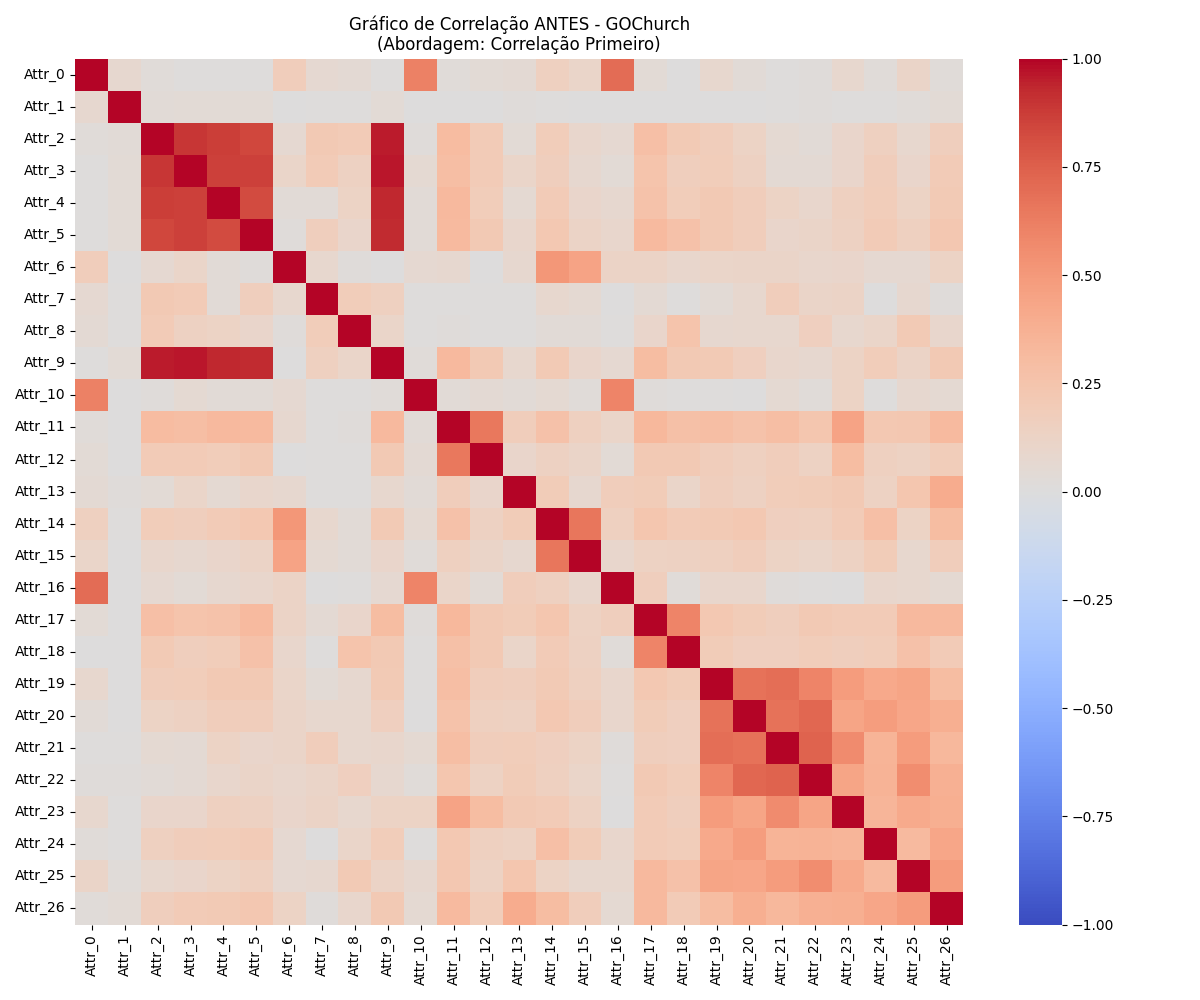 Gráfico de Correlação ANTES - GOChurch
(Abordagem: Correlação Primeiro)
Attr_0
Attr_1
Attr_2
Attr_3
Attr_4
Attr_5
Attr_6
Attr_7
Attr_8
Attr_9
Attr_10
Attr_11
Attr_12
Attr_13
Attr_14
Attr_15
Attr_16
Attr_17
Attr_18
Attr_19
Attr_20
Attr_21
Attr_22
Attr_23
Attr_24
Attr_25
Attr_26
Attr_0
Attr_1
Attr_2
Attr_3
Attr_4
Attr_5
Attr_6
Attr_7
Attr_8
Attr_9
Attr_10
Attr_11
Attr_12
Attr_13
Attr_14
Attr_15
Attr_16
Attr_17
Attr_18
Attr_19
Attr_20
Attr_21
Attr_22
Attr_23
Attr_24
Attr_25
Attr_26
1.00
0.75
0.50
0.25
0.00
−0.25
−0.50
−0.75
−1.00